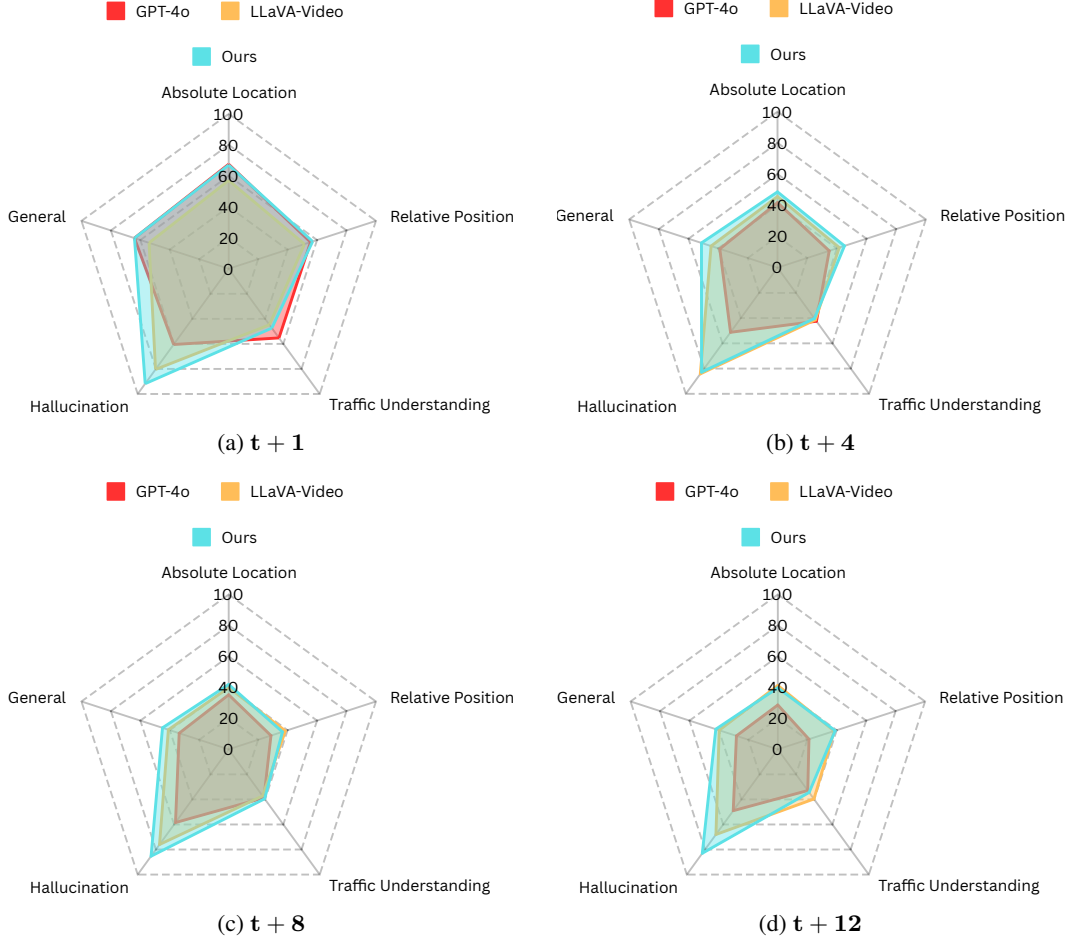 GPT-4o LLaVA-Video
Ours
Absolute Location
100
80
60
40
20
0
General
Relative Position
Hallucination
Traffic Understanding
(a) t + 1
GPT-4o LLaVA-Video
Ours
Absolute Location
100
80
60
40
20
0
General
Relative Position
Hallucination
Traffic Understanding
(b) t + 4
GPT-4o LLaVA-Video
Ours
Absolute Location
100
80
60
40
20
0
General
Relative Position
Hallucination
Traffic Understanding
(c) t + 8
GPT-4o LLaVA-Video
Ours
Absolute Location
100
80
60
40
20
0
General
Relative Position
Hallucination
Traffic Understanding
(d) t + 12